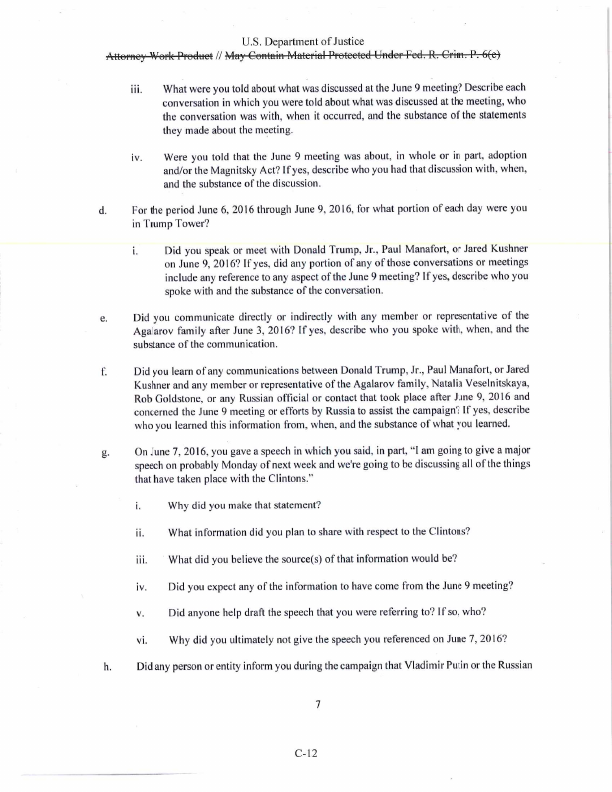 U.S. Department of Justice
Attorney Work Product // May Contain Material Protected Under Fed. R. Crim. P. 6(e)
iii. What were you told about what was discussed at the June 9 meeting? Describe each
conversation in which you were told about what was discussed at the meeting, who
the conversation was with, when it occurred, and the substance of the statements
they made about the meeting.
iv. Were you told that the June 9 meeting was about, in whole or in part, adoption
and/or the Magnitsky Act? If yes, describe who you had that discussion with, when,
and the substance of the discussion.
d. For the period June 6, 2016 through June 9, 2016, for what portion of each day were you
in Trump Tower?
i. Did you speak or meet with Donald Trump, Jr., Paul Manafort, or Jared Kushner
on June 9, 2016? If yes, did any portion of any of those conversations or meetings
include any reference to any aspect of the June 9 meeting? If yes, describe who you
spoke with and the substance of the conversation.
e. Did you communicate directly or indirectly with any member or representative of the
Agalarov family after June 3, 2016? If yes, describe who you spoke with, when, and the
substance of the communication.
f. Did you learn of any communications between Donald Trump, Jr., Paul Manafort, or Jared
Kushner and any member or representative of the Agalarov family, Natalia Veselnitskaya,
Rob Goldstone, or any Russian official or contact that took place after June 9, 2016 and
concerned the June 9 meeting or efforts by Russia to assist the campaign? If yes, describe
who you learned this information from, when, and the substance of what you learned.
g. On June 7, 2016, you gave a speech in which you said, in part, “I am going to give a major
speech on probably Monday of next week and we're going to be discussing all of the things
that have taken place with the Clintons.”
i. Why did you make that statement?
ii. What information did you plan to share with respect to the Clintons?
iii. What did you believe the source(s) of that information would be?
iv. Did you expect any of the information to have come from the June 9 meeting?
v. Did anyone help draft the speech that you were referring to? If so, who?
vi. Why did you ultimately not give the speech you referenced on June 7, 2016?
h. Did any person or entity inform you during the campaign that Vladimir Putin or the Russian
7
C-12